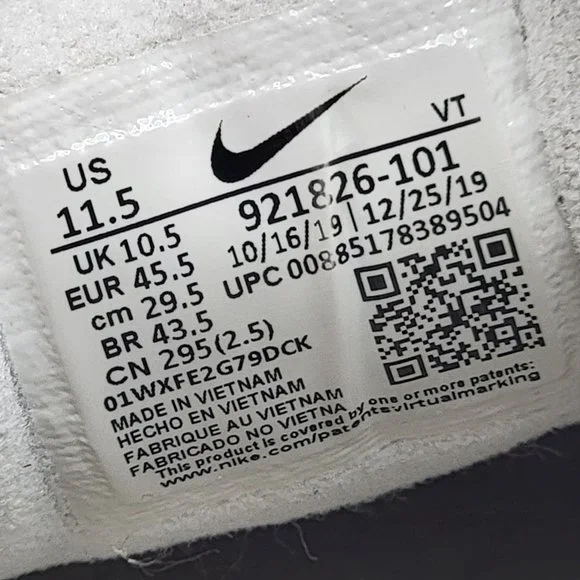 US
11.5
VT
921826-101
UK 10.5
10/16/19 | 12/25/19
EUR 45.5
UPC 00885178389504
cm 29.5
BR 43.5
CN 295(2.5)
01WXFE2G79DCK
MADE IN VIETNAM
HECHO EN VIETNAM
FABRIQUE AU VIETNAM
FABRICADO NO VIETNA
This product is covered by one or more patents:
www.nike.com/patents-virtualmarking